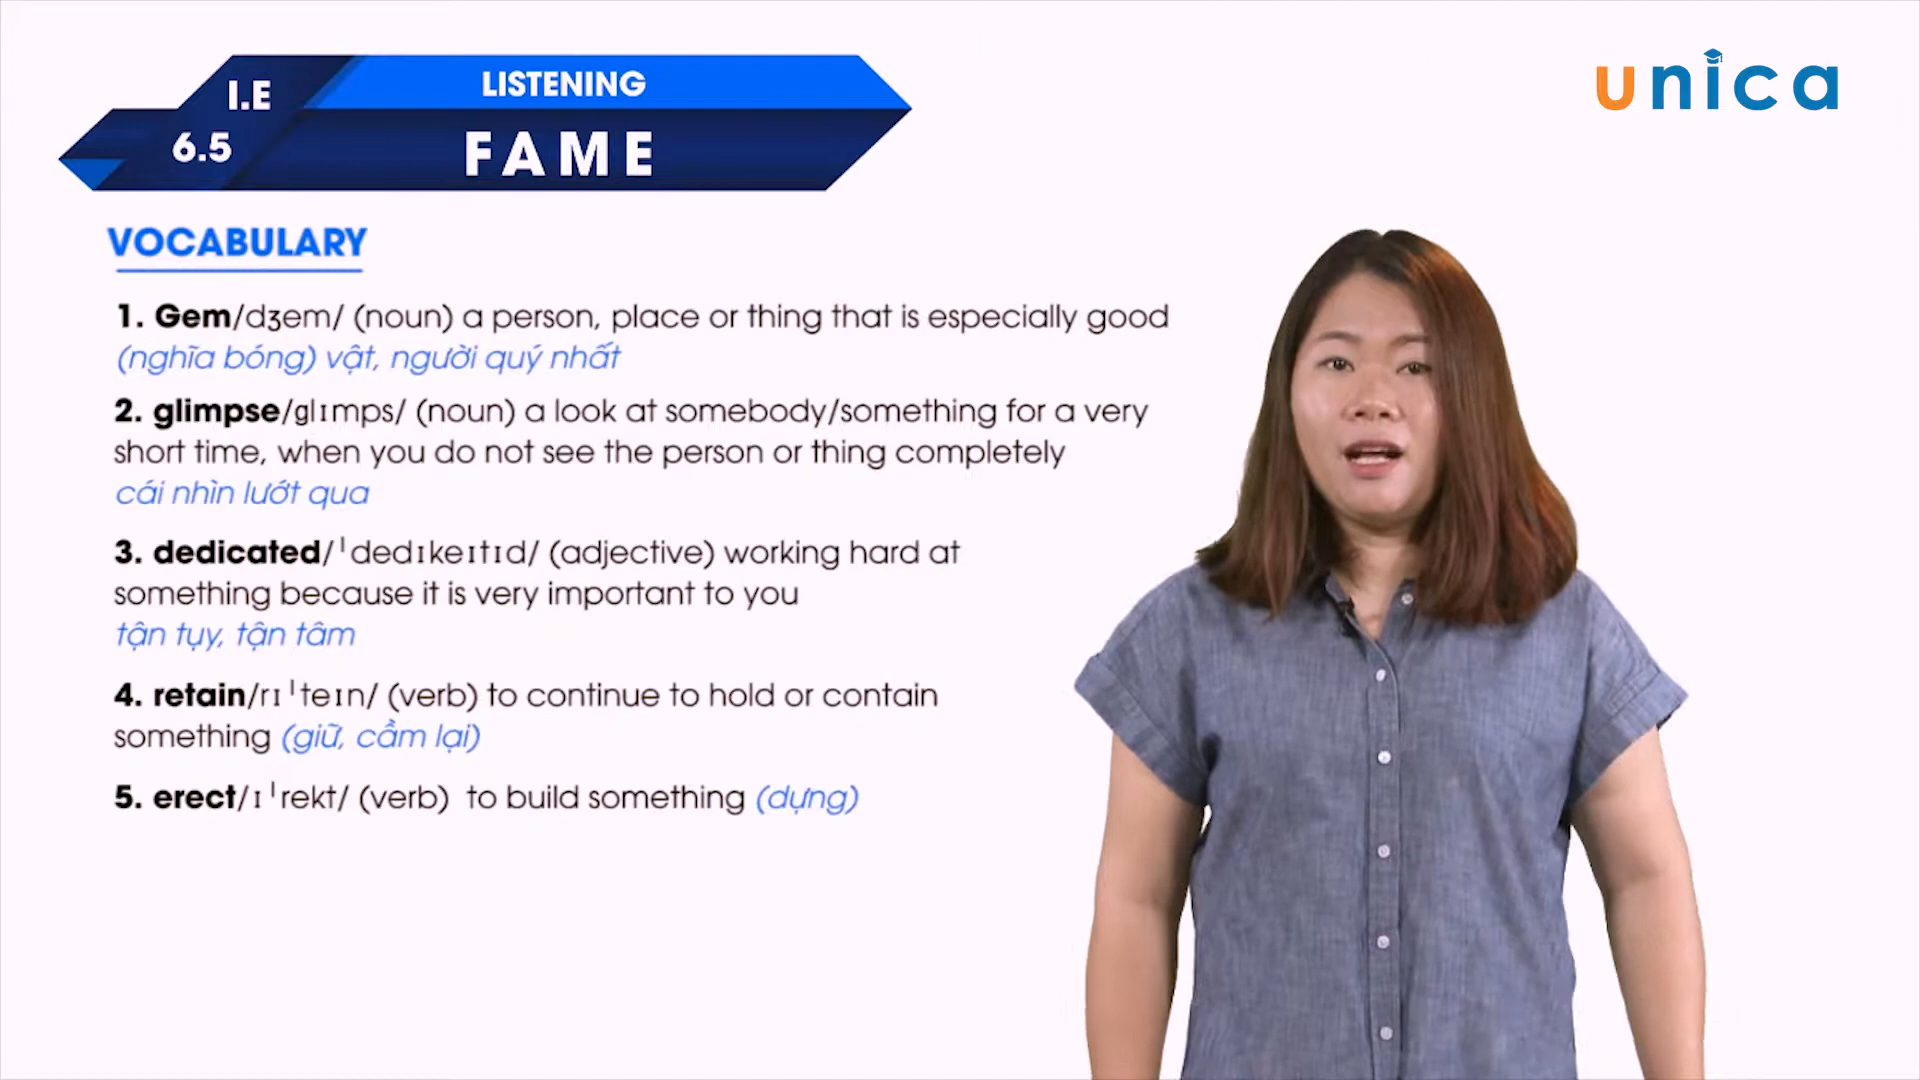 I.E
6.5
LISTENING
FAME
unica
VOCABULARY
1. Gem/dʒem/ (noun) a person, place or thing that is especially good
(nghĩa bóng) vật, người quý nhất
2. glimpse/ɡlɪmps/ (noun) a look at somebody/something for a very
short time, when you do not see the person or thing completely
cái nhìn lướt qua
3. dedicated/ˈdedɪkeɪtɪd/ (adjective) working hard at
something because it is very important to you
tận tụy, tận tâm
4. retain/rɪˈteɪn/ (verb) to continue to hold or contain
something (giữ, cầm lại)
5. erect/ɪˈrekt/ (verb) to build something (dựng)